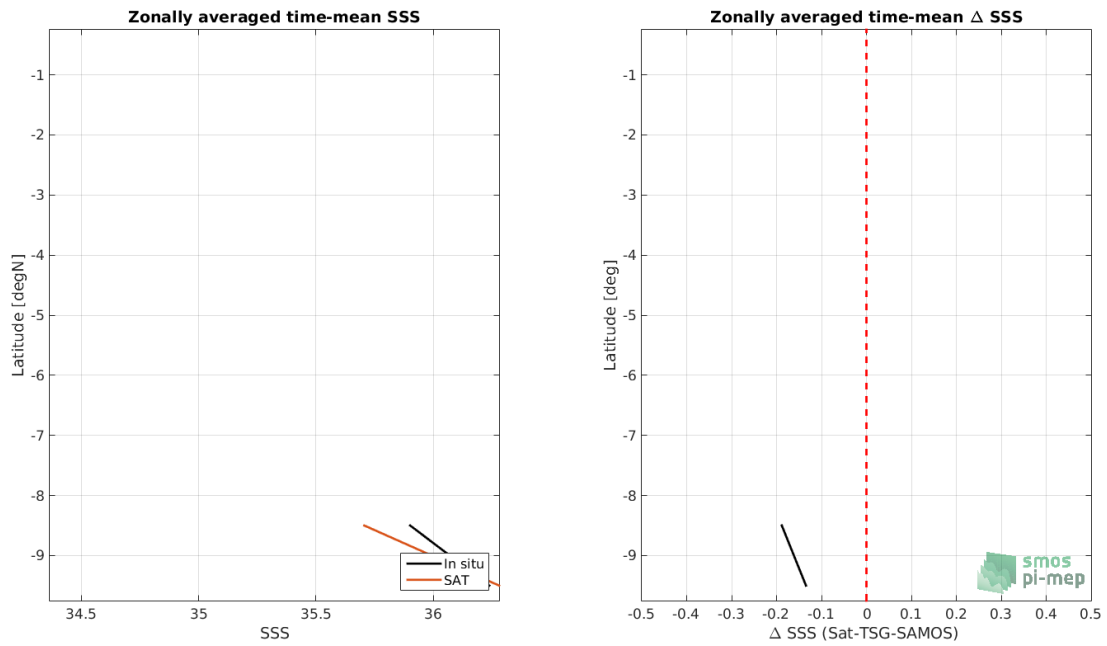 Zonally averaged time-mean SSS
-1
-2
-3
-4
-5
-6
-7
-8
-9
Latitude [degN]
In situ
SAT
34.5 35 35.5 36
SSS
Zonally averaged time-mean Δ SSS
-1
-2
-3
-4
-5
-6
-7
-8
-9
Latitude [deg]
smos
pi-mep
-0.5 -0.4 -0.3 -0.2 -0.1 0 0.1 0.2 0.3 0.4 0.5
Δ SSS (Sat-TSG-SAMOS)